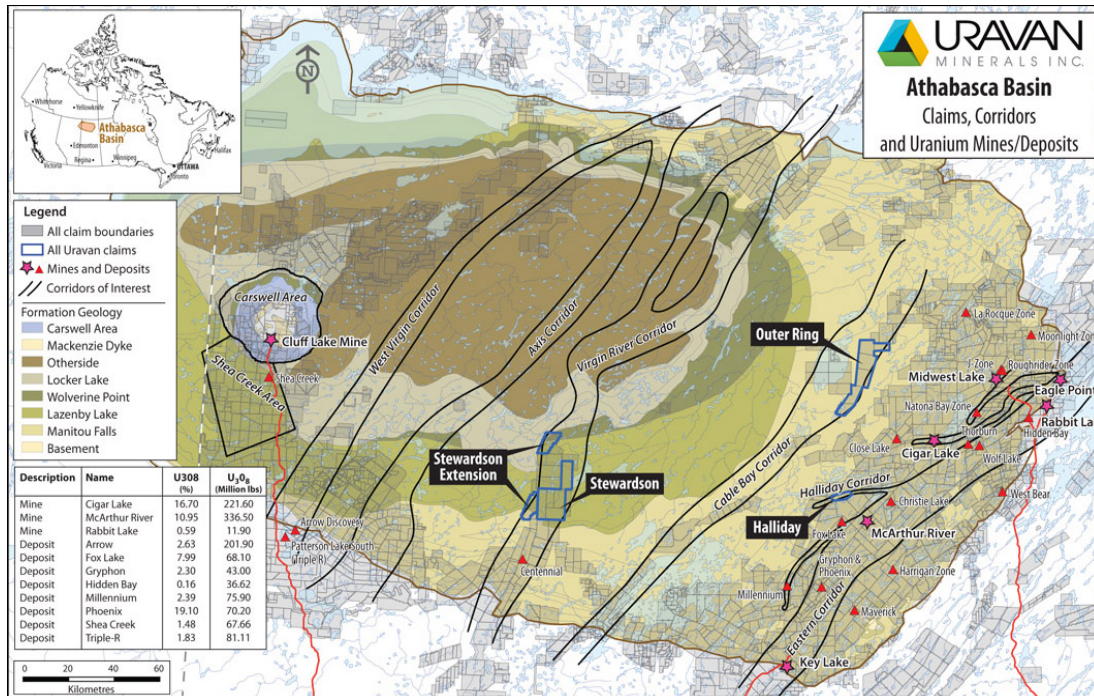 URAVAN
MINERALS INC.
Athabasca Basin
Claims, Corridors
and Uranium Mines/Deposits
Whitehorse
Yellowknife
Athabasca
Basin
Edmonton
Victoria
Regina
Winnipeg
OTTAWA
Toronto
Halifax
N
Legend
All claim boundaries
All Uravan claims
Mines and Deposits
Corridors of Interest
Formation Geology
Carswell Area
Mackenzie Dyke
Otherside
Locker Lake
Wolverine Point
Lazenby Lake
Manitou Falls
Basement
Description Name U308 U3O8
(%) (Million lbs)
Mine Cigar Lake 16.70 221.60
Mine McArthur River 10.95 336.50
Mine Rabbit Lake 0.59 11.90
Deposit Arrow 2.63 201.90
Deposit Fox Lake 7.99 68.10
Deposit Gryphon 2.30 43.00
Deposit Hidden Bay 0.16 36.62
Deposit Millennium 2.39 75.90
Deposit Phoenix 19.10 70.20
Deposit Shea Creek 1.48 67.66
Deposit Triple-R 1.83 81.11
0 20 40 60
Kilometres
Carswell Area
Cluff Lake Mine
Shea Creek
Shea Creek Area
West Virgin Corridor
Axis Corridor
Virgin River Corridor
Cable Bay Corridor
Halliday Corridor
Eastern Corridor
Outer Ring
Stewardson
Extension
Stewardson
Halliday
Arrow Discovery
Patterson Lake South
(Triple R)
Centennial
La Rocque Zone
Moonlight Zon
J Zone
Roughrider Zone
Midwest Lake
Eagle Point
Rabbit La
Natona Bay Zone
Thorburn
Hidden Bay
Close Lake
Cigar Lake
Wolf Lake
West Bear
Christie Lake
Fox Lake
McArthur River
Gryphon &
Phoenix
Harrigan Zone
Millennium
Maverick
Key Lake